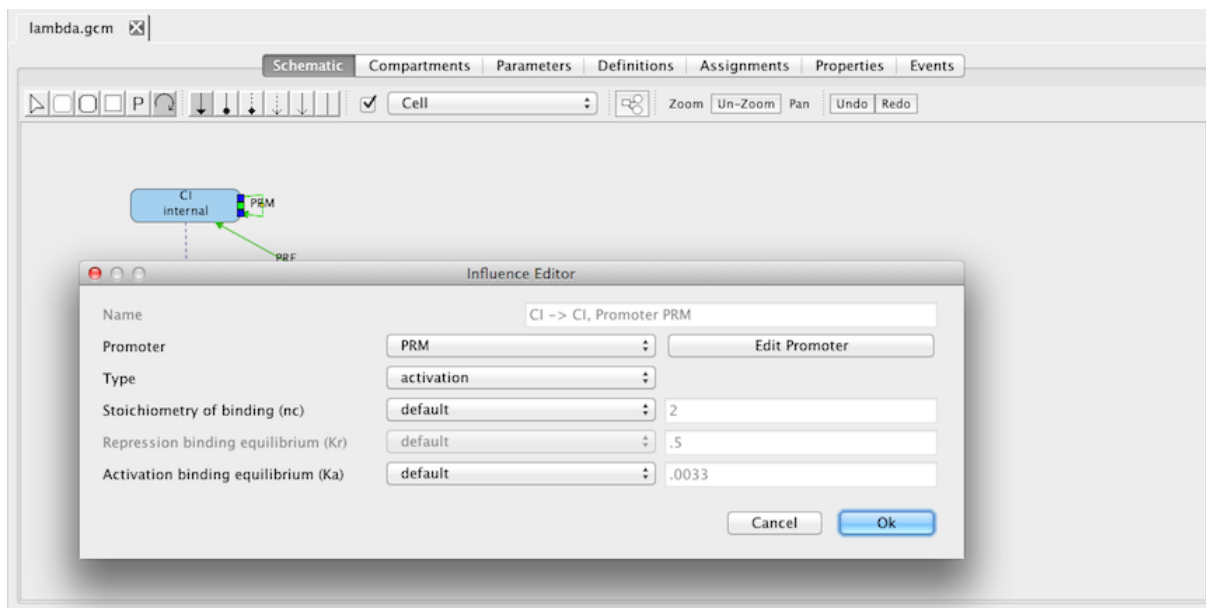 lambda.gcm
Schematic Compartments Parameters Definitions Assignments Properties Events
P Cell Zoom Un-Zoom Pan Undo Redo
CI
internal
PRM
PRE
Influence Editor
Name CI -> CI, Promoter PRM
Promoter PRM Edit Promoter
Type activation
Stoichiometry of binding (nc) default 2
Repression binding equilibrium (Kr) default .5
Activation binding equilibrium (Ka) default .0033
Cancel Ok